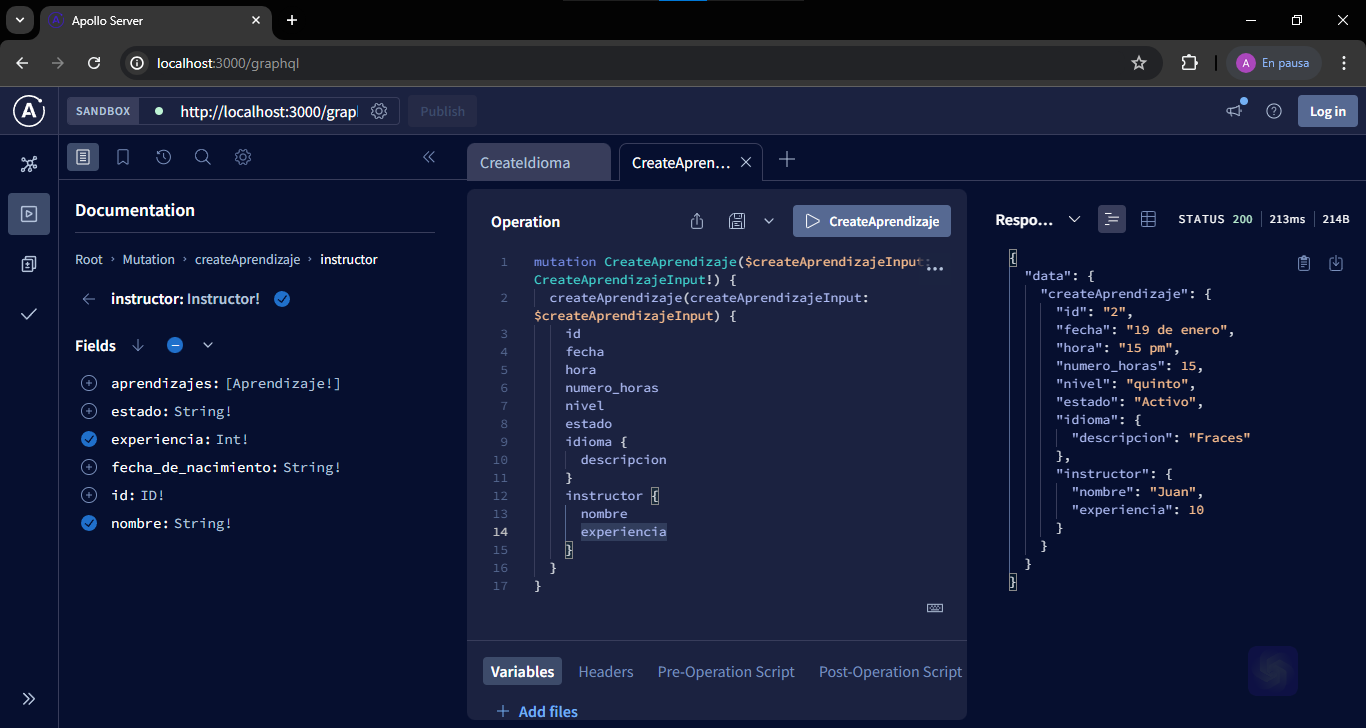 Apollo Server
localhost:3000/graphql
A
En pausa
SANDBOX
http://localhost:3000/grap
Publish
Log in
CreateIdioma
CreateApren...
Documentation
Root › Mutation › createAprendizaje › instructor
instructor: Instructor!
Fields
aprendizajes: [Aprendizaje!]
estado: String!
experiencia: Int!
fecha_de_nacimiento: String!
id: ID!
nombre: String!
Operation
CreateAprendizaje
1 mutation CreateAprendizaje($createAprendizajeInput:
CreateAprendizajeInput!) {
2 createAprendizaje(createAprendizajeInput:
$createAprendizajeInput) {
3 id
4 fecha
5 hora
6 numero_horas
7 nivel
8 estado
9 idioma {
10 descripcion
11 }
12 instructor {
13 nombre
14 experiencia
15 }
16 }
17 }
Variables
Headers
Pre-Operation Script
Post-Operation Script
Add files
Respo...
STATUS 200
213ms
214B
{
"data": {
"createAprendizaje": {
"id": "2",
"fecha": "19 de enero",
"hora": "15 pm",
"numero_horas": 15,
"nivel": "quinto",
"estado": "Activo",
"idioma": {
"descripcion": "Fraces"
},
"instructor": {
"nombre": "Juan",
"experiencia": 10
}
}
}
}